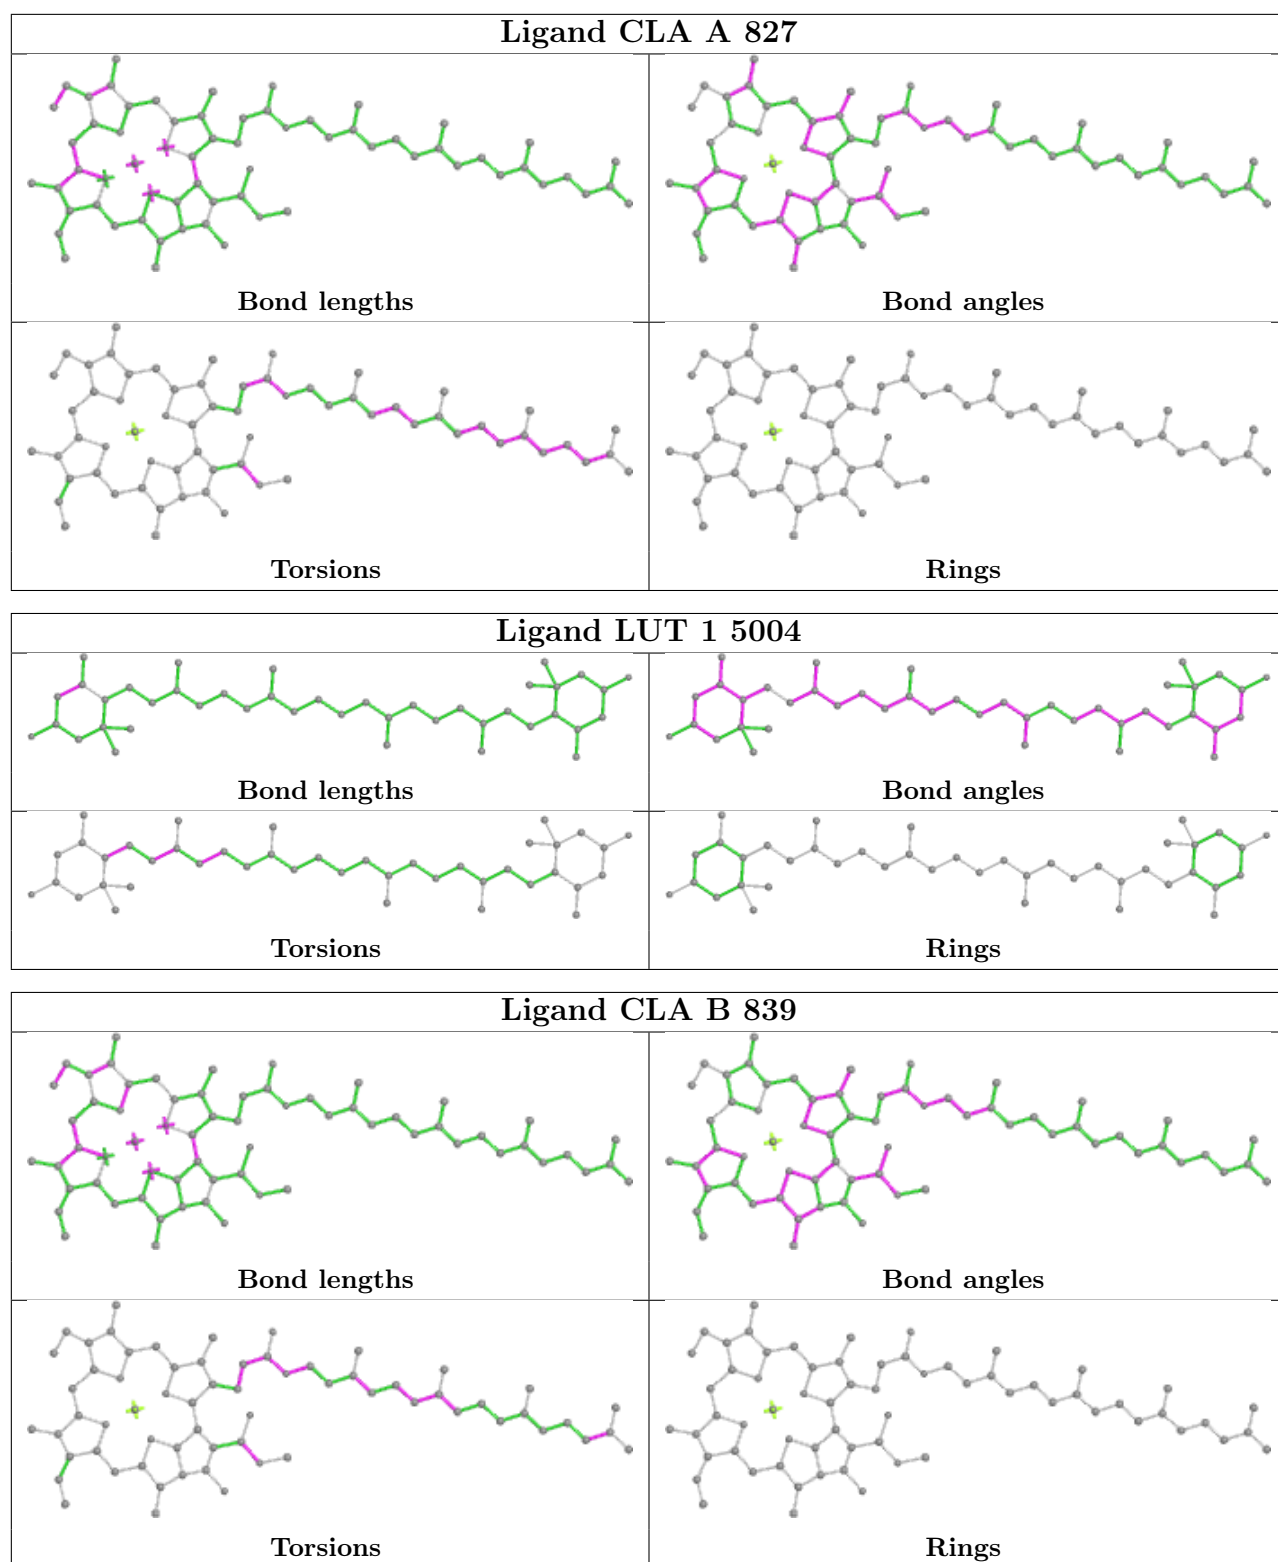 Ligand CLA A 827
Bond lengths
Bond angles
Torsions
Rings
Ligand LUT 1 5004
Bond lengths
Bond angles
Torsions
Rings
Ligand CLA B 839
Bond lengths
Bond angles
Torsions
Rings